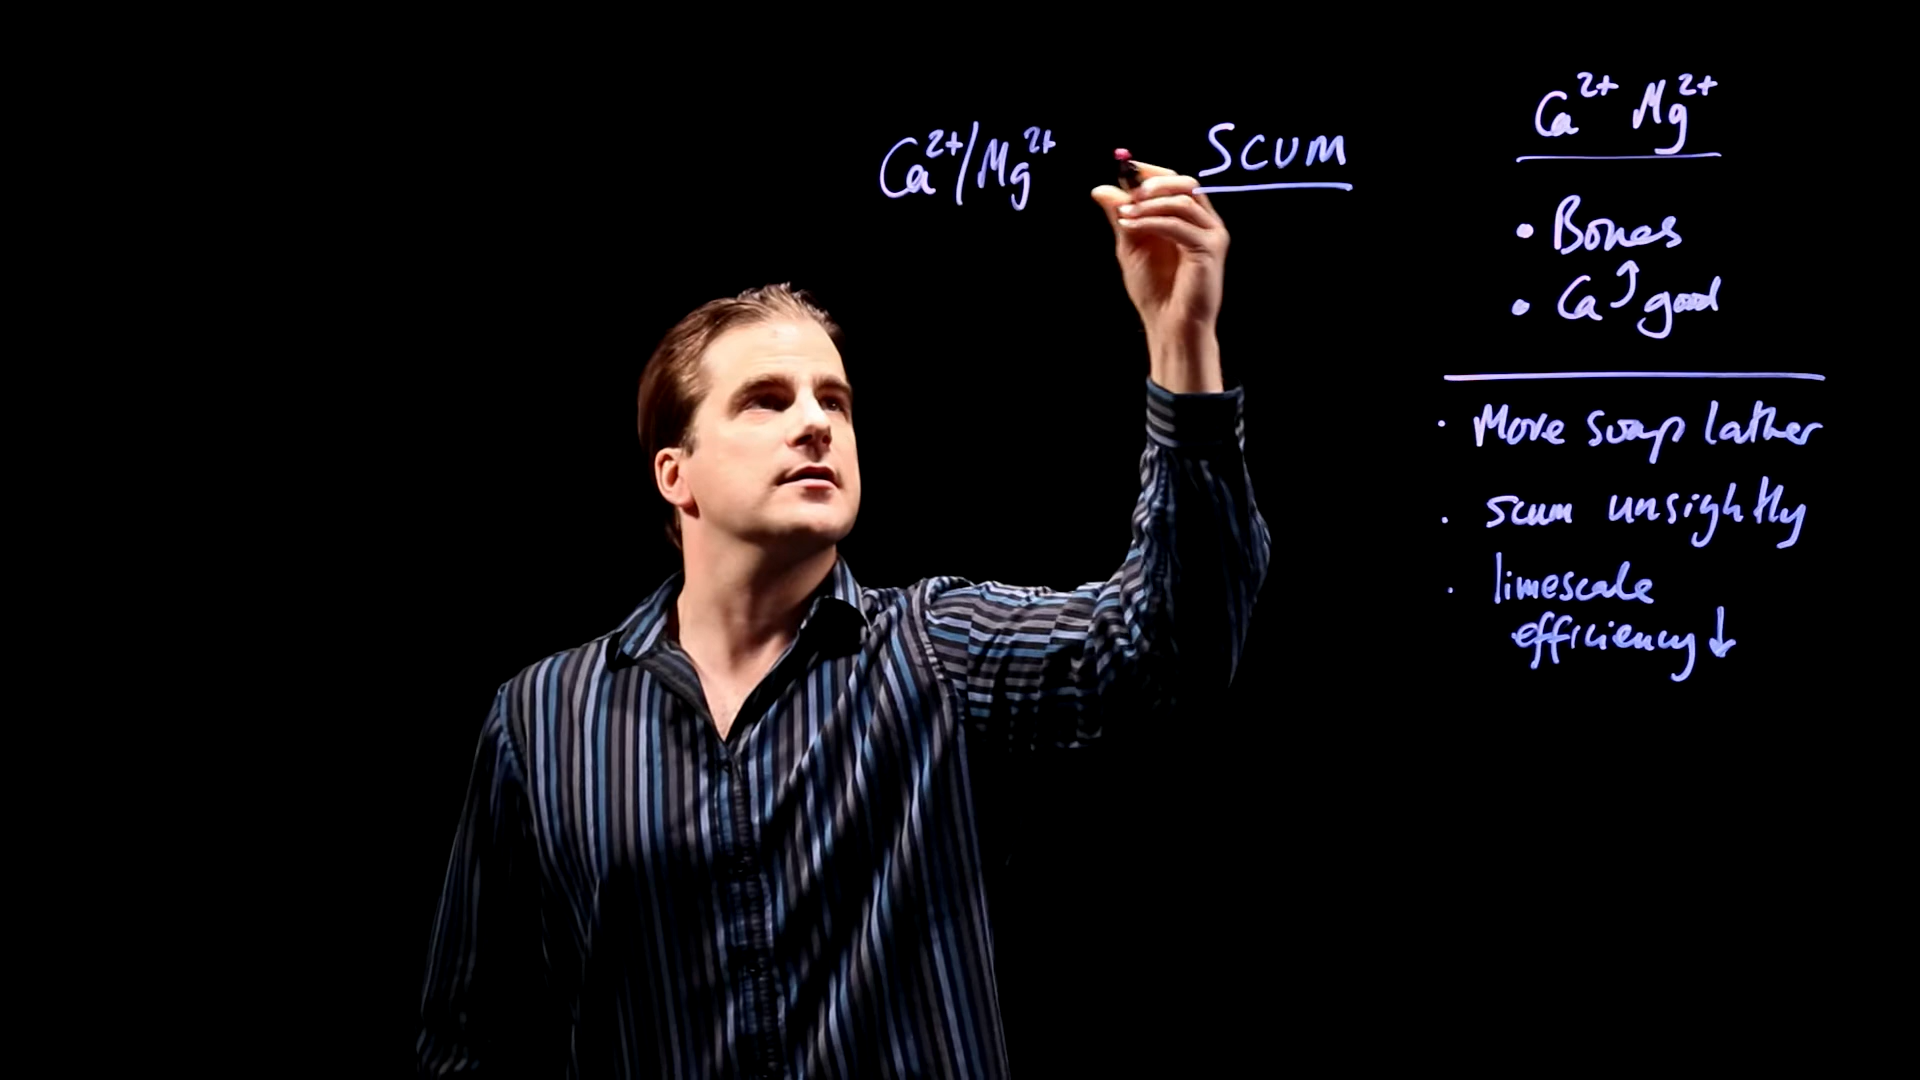 Ca²⁺/Mg²⁺ SCUM
Ca²⁺ Mg²⁺
• Bones
• Ca ↑ good
· More soap lather
· scum unsightly
· limescale
efficiency ↓